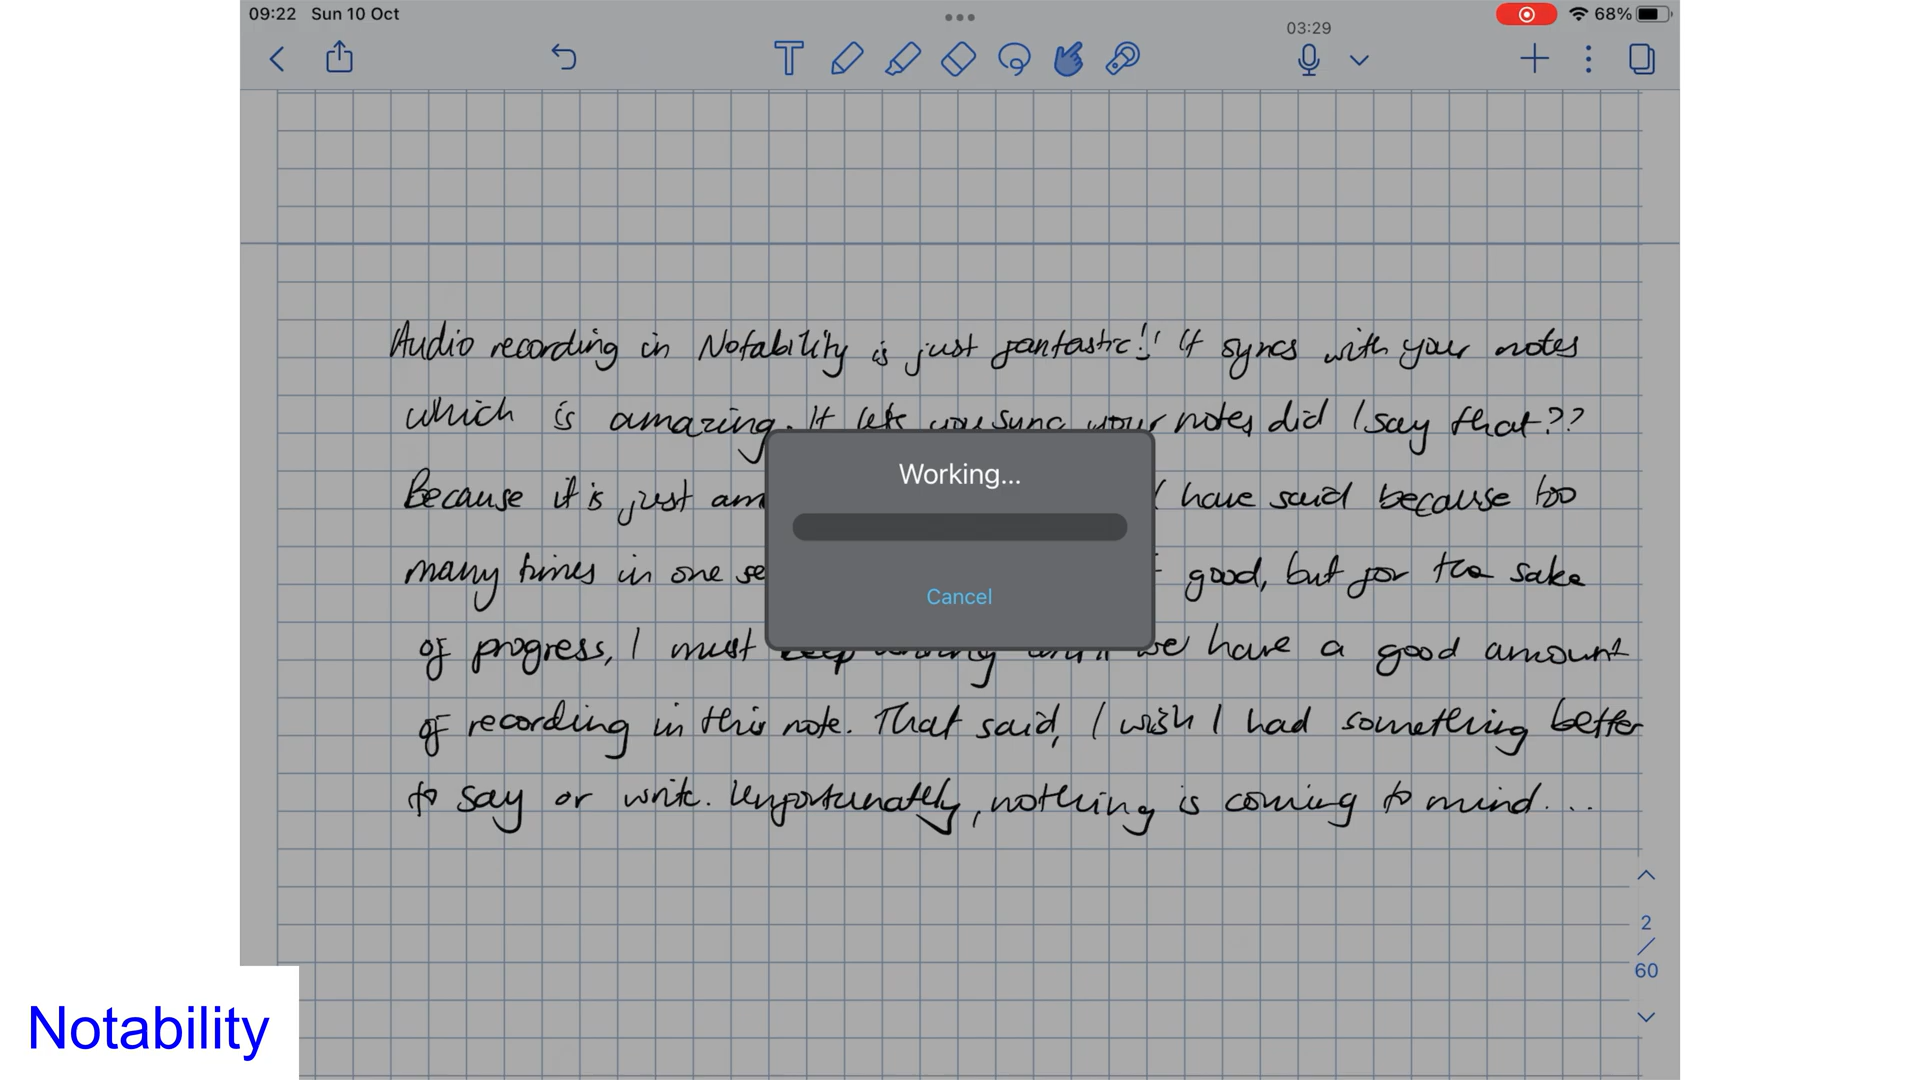 09:22 Sun 10 Oct
68%
03:29
Audio recording in Notability is just fantastic!! It syncs with your notes
which is amazing. It lets you sync your notes did I say that??
Because it is just am I have said because too
many times in one se good, but for the sake
of progress, I must keep writing until we have a good amount
of recording in this note. That said, I wish I had something better
to say or write. Unfortunately, nothing is coming to mind...
Working...
Cancel
2
/
60
Notability